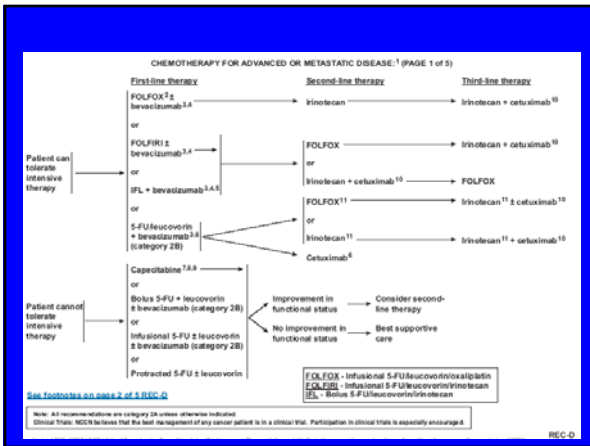 CHEMOTHERAPY FOR ADVANCED OR METASTATIC DISEASE:1 (PAGE 1 of 5)
First-line therapy
Second-line therapy
Third-line therapy
Patient can
tolerate
intensive
therapy
FOLFOX2 ±
bevacizumab3,4
or
FOLFIRI ±
bevacizumab3,4
or
IFL + bevacizumab3,4,5
or
5-FU/leucovorin
+ bevacizumab3,6
(category 2B)
Irinotecan
Irinotecan + cetuximab10
FOLFOX
Irinotecan + cetuximab10
or
Irinotecan + cetuximab10
FOLFOX
FOLFOX11
Irinotecan11 ± cetuximab10
or
Irinotecan11
Irinotecan11 + cetuximab10
Cetuximab6
Patient cannot
tolerate
intensive
therapy
Capecitabine7,8,9
or
Bolus 5-FU + leucovorin
± bevacizumab (category 2B)
or
Infusional 5-FU ± leucovorin
± bevacizumab (category 2B)
or
Protracted 5-FU ± leucovorin
Improvement in
functional status
Consider second-
line therapy
No improvement in
functional status
Best supportive
care
FOLFOX - Infusional 5-FU/leucovorin/oxaliplatin
FOLFIRI - Infusional 5-FU/leucovorin/irinotecan
IFL - Bolus 5-FU/leucovorin/irinotecan
See footnotes on page 2 of 5 REC-D
Note: All recommendations are category 2A unless otherwise indicated.
Clinical Trials: NCCN believes that the best management of any cancer patient is in a clinical trial. Participation in clinical trials is especially encouraged.
REC-D